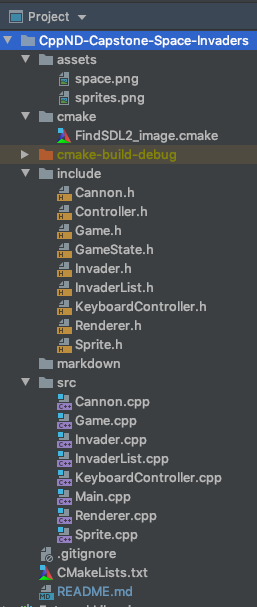 Project
CppND-Capstone-Space-Invaders
assets
space.png
sprites.png
cmake
FindSDL2_image.cmake
cmake-build-debug
include
Cannon.h
Controller.h
Game.h
GameState.h
Invader.h
InvaderList.h
KeyboardController.h
Renderer.h
Sprite.h
markdown
src
Cannon.cpp
Game.cpp
Invader.cpp
InvaderList.cpp
KeyboardController.cpp
Main.cpp
Renderer.cpp
Sprite.cpp
.gitignore
CMakeLists.txt
README.md